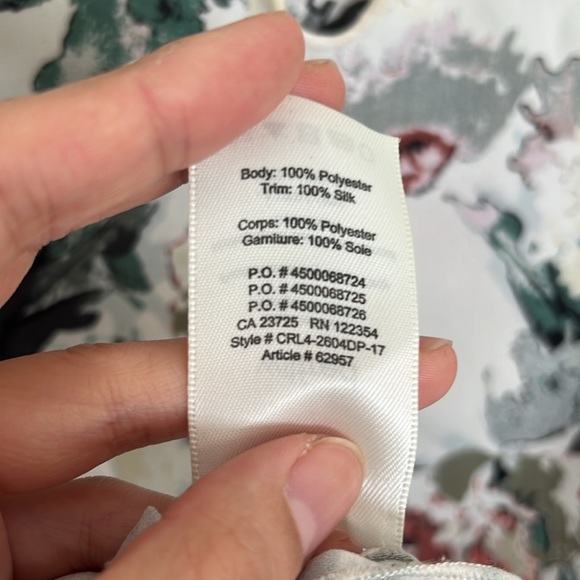 Body: 100% Polyester
Trim: 100% Silk
Corps: 100% Polyester
Garniture: 100% Soie
P.O. # 4500068724
P.O. # 4500068725
P.O. # 4500068726
CA 23725 RN 122354
Style # CRL4-2604DP-17
Article # 62957